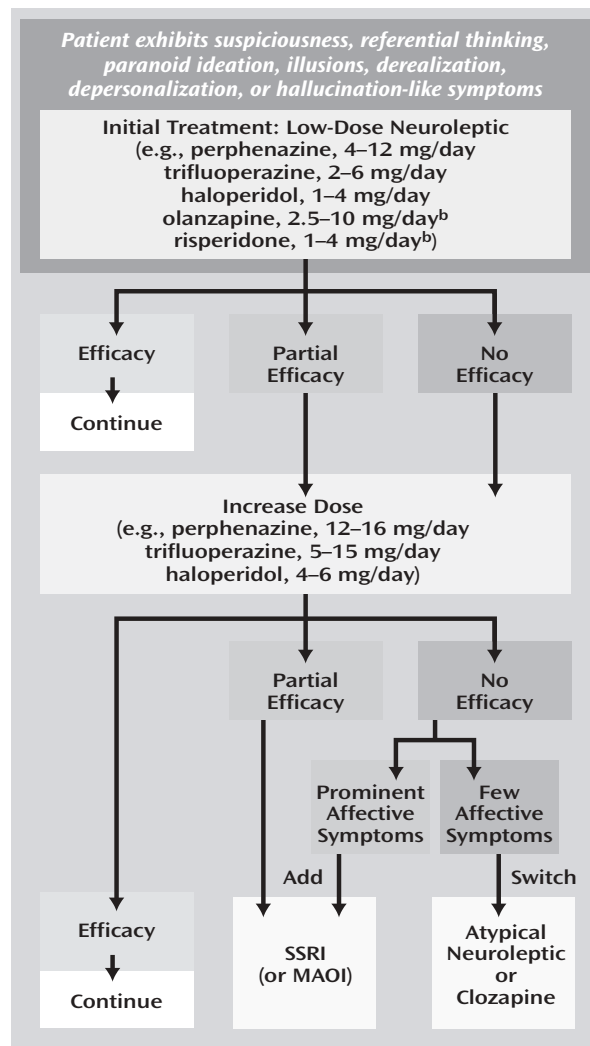 Patient exhibits suspiciousness, referential thinking,
paranoid ideation, illusions, derealization,
depersonalization, or hallucination-like symptoms
Initial Treatment: Low-Dose Neuroleptic
(e.g., perphenazine, 4–12 mg/day
trifluoperazine, 2–6 mg/day
haloperidol, 1–4 mg/day
olanzapine, 2.5–10 mg/dayᵇ
risperidone, 1–4 mg/dayᵇ)
Efficacy
Continue
Partial
Efficacy
No
Efficacy
Increase Dose
(e.g., perphenazine, 12–16 mg/day
trifluoperazine, 5–15 mg/day
haloperidol, 4–6 mg/day)
Partial
Efficacy
No
Efficacy
Prominent
Affective
Symptoms
Few
Affective
Symptoms
Add
Switch
Efficacy
Continue
SSRI
(or MAOI)
Atypical
Neuroleptic
or
Clozapine